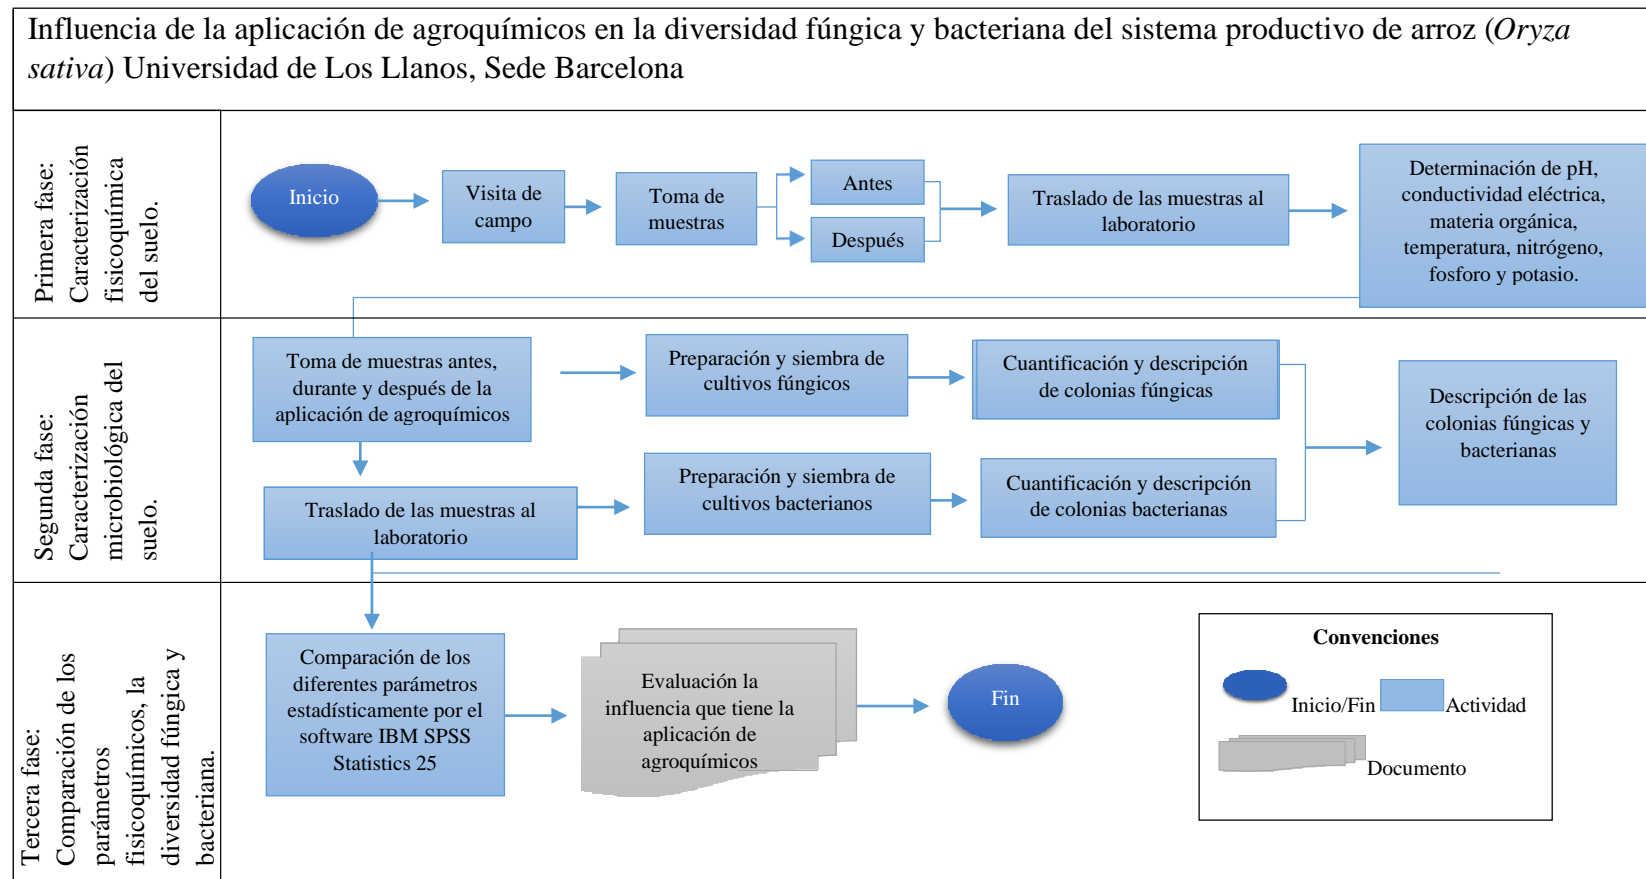 Influencia de la aplicación de agroquímicos en la diversidad fúngica y bacteriana del sistema productivo de arroz (Oryza
sativa) Universidad de Los Llanos, Sede Barcelona
Primera fase:
Caracterización
fisicoquímica
del suelo.
Inicio
Visita de
campo
Toma de
muestras
Antes
Después
Traslado de las muestras al
laboratorio
Determinación de pH,
conductividad eléctrica,
materia orgánica,
temperatura, nitrógeno,
fosforo y potasio.
Segunda fase:
Caracterización
microbiológica del
suelo.
Toma de muestras antes,
durante y después de la
aplicación de agroquímicos
Preparación y siembra de
cultivos fúngicos
Cuantificación y descripción
de colonias fúngicas
Descripción de las
colonias fúngicas y
bacterianas
Traslado de las muestras al
laboratorio
Preparación y siembra de
cultivos bacterianos
Cuantificación y descripción
de colonias bacterianas
Tercera fase:
Comparación de los
parámetros
fisicoquímicos, la
diversidad fúngica y
bacteriana.
Comparación de los
diferentes parámetros
estadísticamente por el
software IBM SPSS
Statistics 25
Evaluación la
influencia que tiene la
aplicación de
agroquímicos
Fin
Convenciones
Inicio/Fin
Actividad
Documento